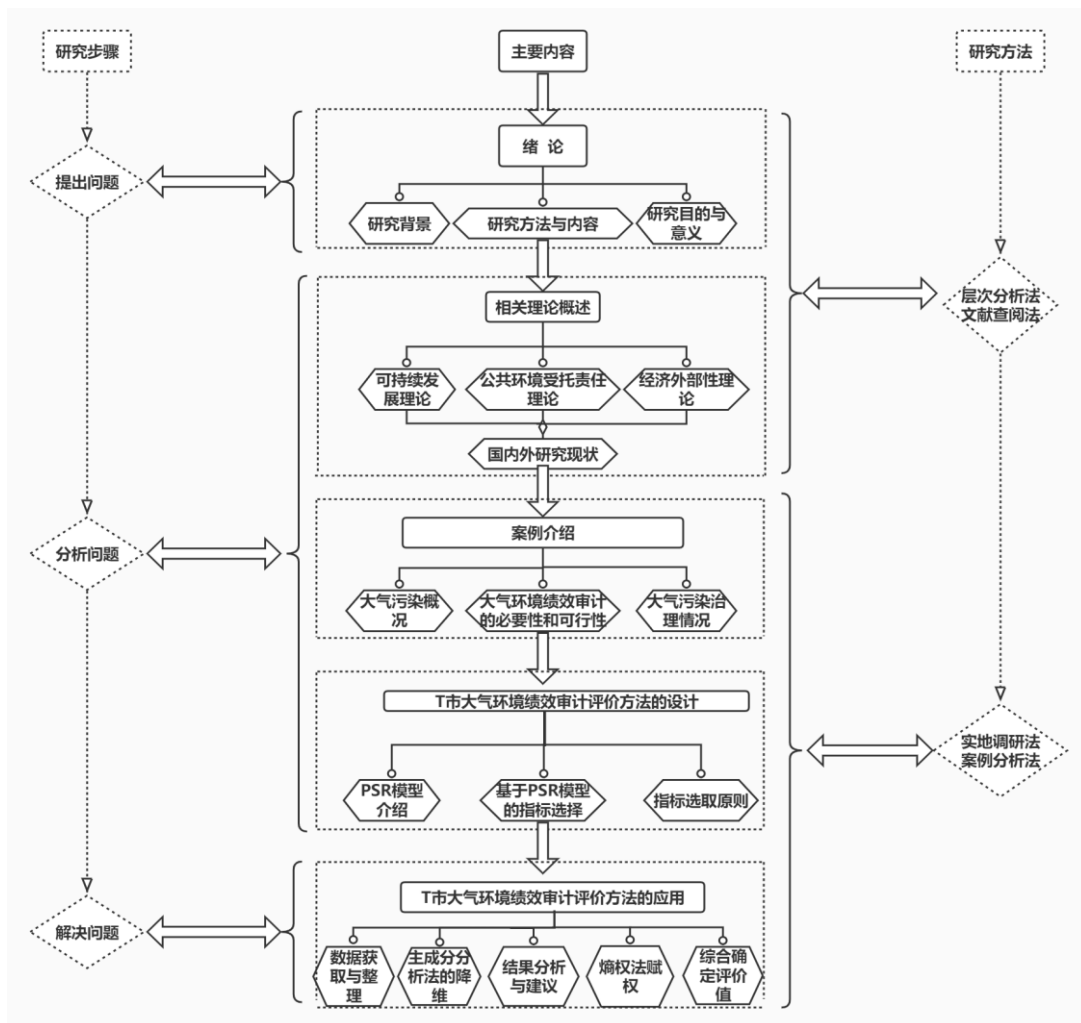 研究步骤
主要内容
研究方法
绪 论
提出问题
研究背景
研究方法与内容
研究目的与
意义
层次分析法
文献查阅法
相关理论概述
可持续发
展理论
公共环境受托责任
理论
经济外部性理
论
国内外研究现状
分析问题
案例介绍
大气污染概
况
大气环境绩效审计
的必要性和可行性
大气污染治
理情况
T市大气环境绩效审计评价方法的设计
实地调研法
案例分析法
PSR模型
介绍
基于PSR模型
的指标选择
指标选取原则
T市大气环境绩效审计评价方法的应用
解决问题
数据获
取与整
理
主成分分
析法的降
维
结果分析
与建议
熵权法赋
权
综合确
定评价
值